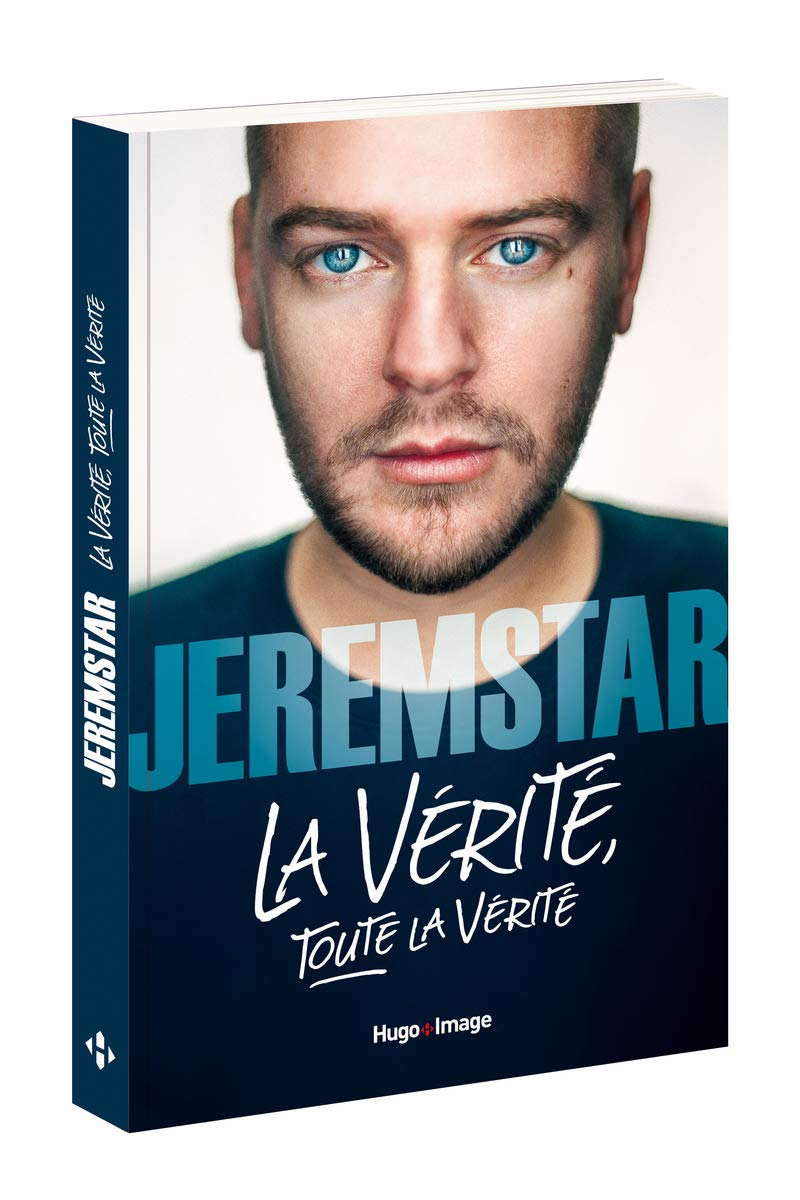 JEREMSTAR LA VÉRITÉ, TOUTE LA VÉRITÉ
JEREMSTAR
LA VÉRITÉ,
TOUTE LA VÉRITÉ
Hugo Image